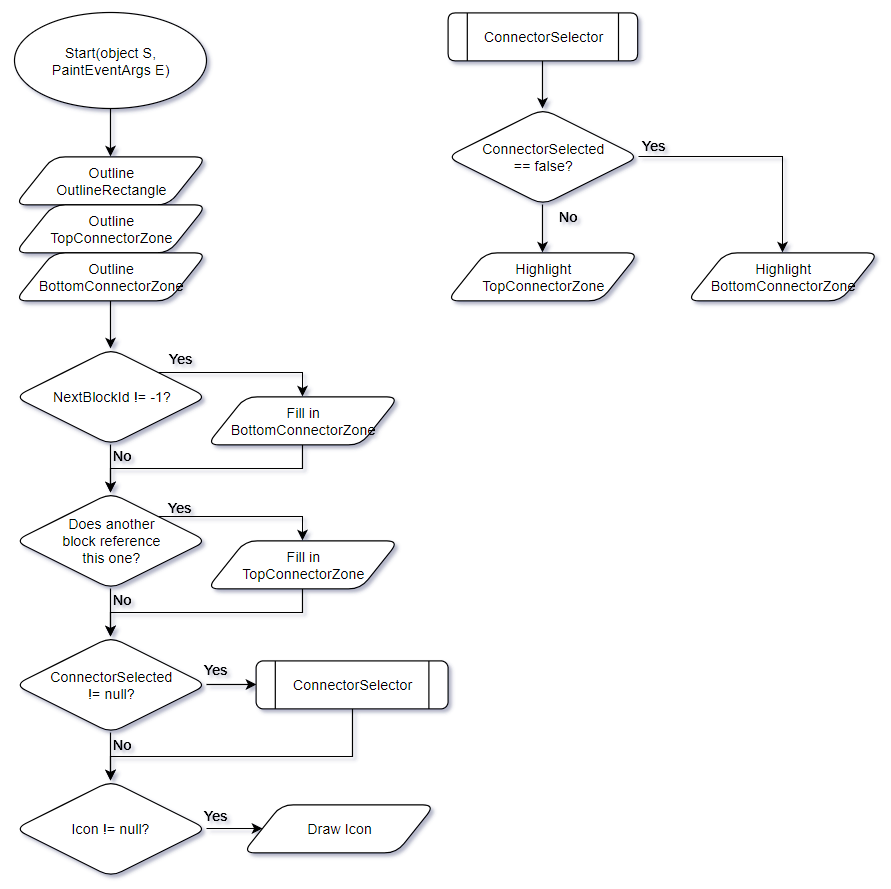 Start(object S,
PaintEventArgs E)
Outline
OutlineRectangle
Outline
TopConnectorZone
Outline
BottomConnectorZone
Yes
NextBlockId != -1?
Fill in
BottomConnectorZone
No
Yes
Does another
block reference
this one?
Fill in
TopConnectorZone
No
ConnectorSelected
!= null?
Yes
ConnectorSelector
No
Icon != null?
Yes
Draw Icon
ConnectorSelector
ConnectorSelected
== false?
Yes
No
Highlight
TopConnectorZone
Highlight
BottomConnectorZone